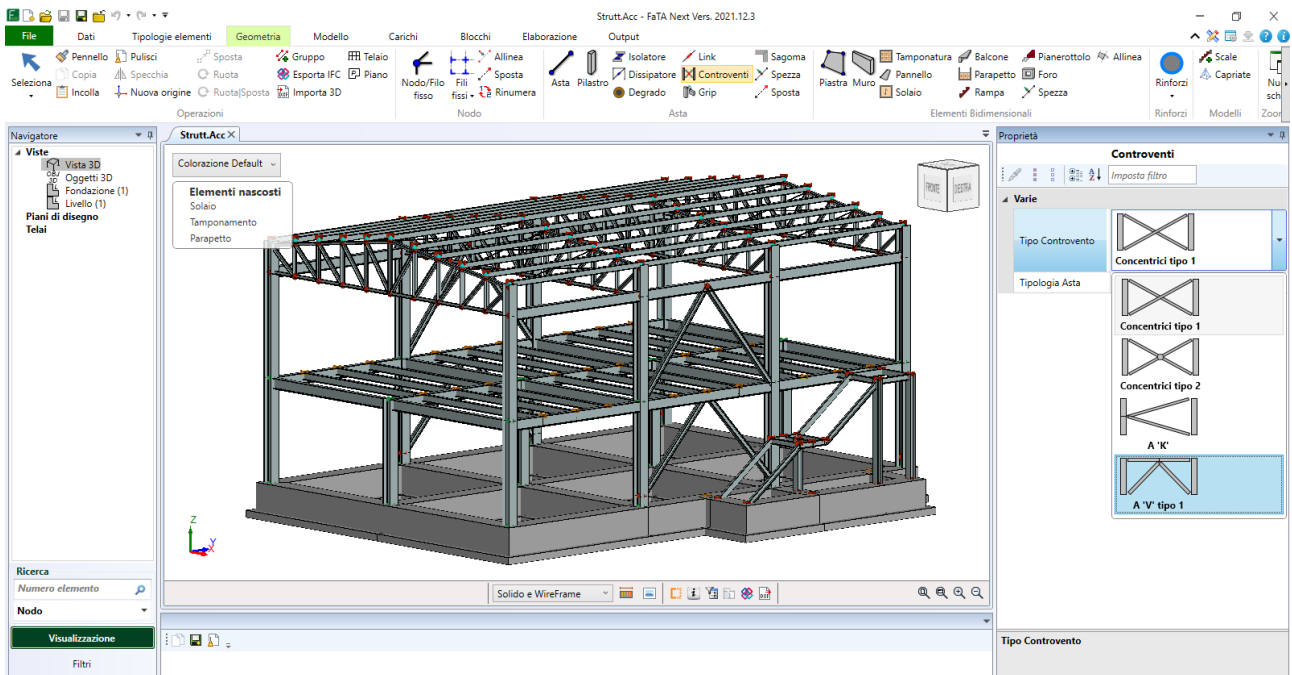 Strutt.Acc - FaTA Next Vers. 2021.12.3
File Dati Tipologie elementi Geometria Modello Carichi Blocchi Elaborazione Output
Seleziona
Pennello Pulisci Sposta
Copia Specchia Ruota
Incolla Nuova origine Ruota|Sposta
Gruppo Telaio
Esporta IFC Piano
Importa 3D
Operazioni
Nodo/Filo fisso
Fili fissi
Allinea
Sposta
Rinumera
Nodo
Asta Pilastro
Isolatore Link Sagoma
Dissipatore Controventi Spezza
Degrado Grip Sposta
Asta
Piastra Muro
Tamponatura Balcone Pianerottolo Allinea
Pannello Parapetto Foro
Solaio Rampa Spezza
Elementi Bidimensionali
Rinforzi
Rinforzi
Scale
Capriate
Modelli
Nu
sch
Zoor
Navigatore
Viste
Vista 3D
OBJ
3D
Oggetti 3D
Fondazione (1)
Livello (1)
Piani di disegno
Telai
Ricerca
Numero elemento
Nodo
Visualizzazione
Filtri
Strutt.Acc
Colorazione Default
Elementi nascosti
Solaio
Tamponamento
Parapetto
FRONTE DESTRA
Z
Y
X
Solido e WireFrame
Proprietà
Controventi
Imposta filtro
Varie
Tipo Controvento
Concentrici tipo 1
Tipologia Asta
Concentrici tipo 1
Concentrici tipo 2
A 'K'
A 'V' tipo 1
Tipo Controvento